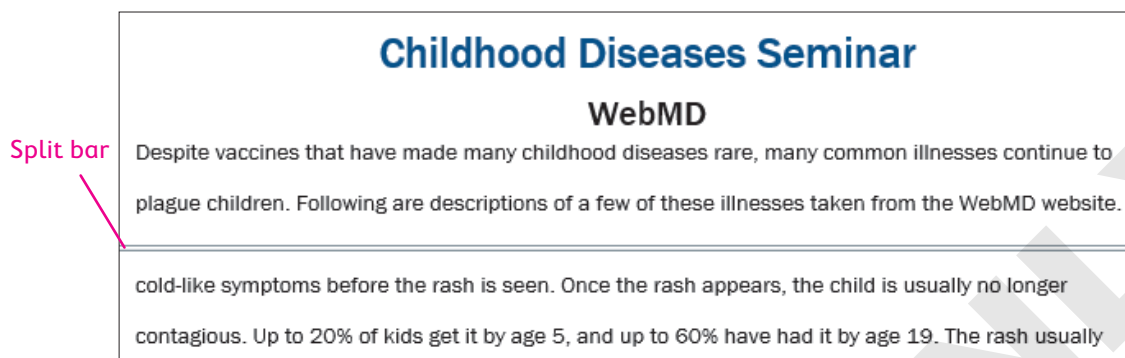 Childhood Diseases Seminar
WebMD
Split bar
Despite vaccines that have made many childhood diseases rare, many common illnesses continue to
plague children. Following are descriptions of a few of these illnesses taken from the WebMD website.
cold-like symptoms before the rash is seen. Once the rash appears, the child is usually no longer
contagious. Up to 20% of kids get it by age 5, and up to 60% have had it by age 19. The rash usually